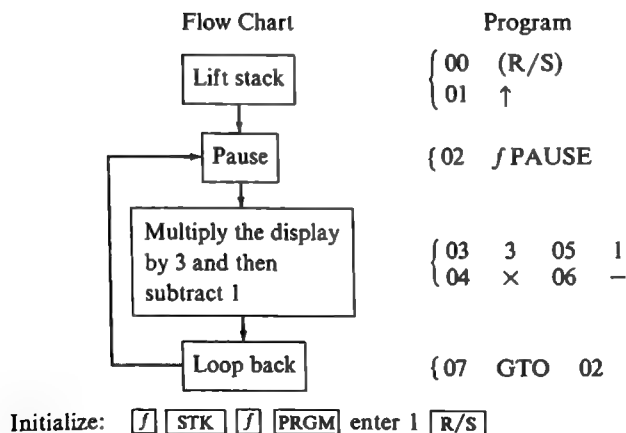 Flow Chart Program
Lift stack
00 (R/S)
01 ↑
Pause
02 f PAUSE
Multiply the display
by 3 and then
subtract 1
03 3 05 1
04 × 06 −
Loop back
07 GTO 02
Initialize: f STK f PRGM enter 1 R/S